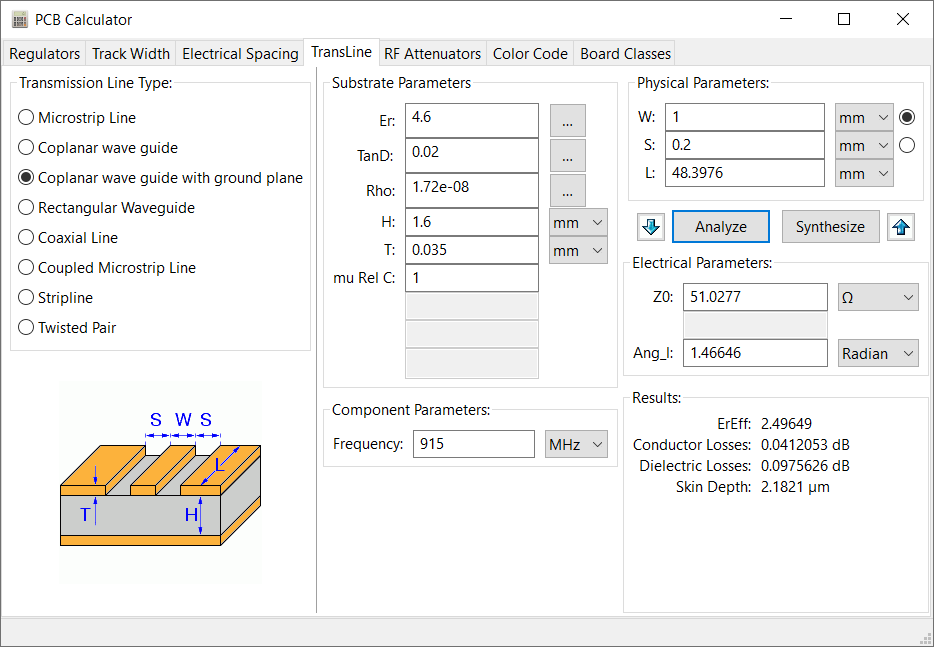 PCB Calculator
Regulators Track Width Electrical Spacing TransLine RF Attenuators Color Code Board Classes
Transmission Line Type:
Microstrip Line
Coplanar wave guide
Coplanar wave guide with ground plane
Rectangular Waveguide
Coaxial Line
Coupled Microstrip Line
Stripline
Twisted Pair
S W S
L
T
H
Substrate Parameters
Er: 4.6 ...
TanD: 0.02 ...
Rho: 1.72e-08 ...
H: 1.6 mm
T: 0.035 mm
mu Rel C: 1
Component Parameters:
Frequency: 915 MHz
Physical Parameters:
W: 1 mm
S: 0.2 mm
L: 48.3976 mm
Analyze Synthesize
Electrical Parameters:
Z0: 51.0277 Ω
Ang_l: 1.46646 Radian
Results:
ErEff: 2.49649
Conductor Losses: 0.0412053 dB
Dielectric Losses: 0.0975626 dB
Skin Depth: 2.1821 µm